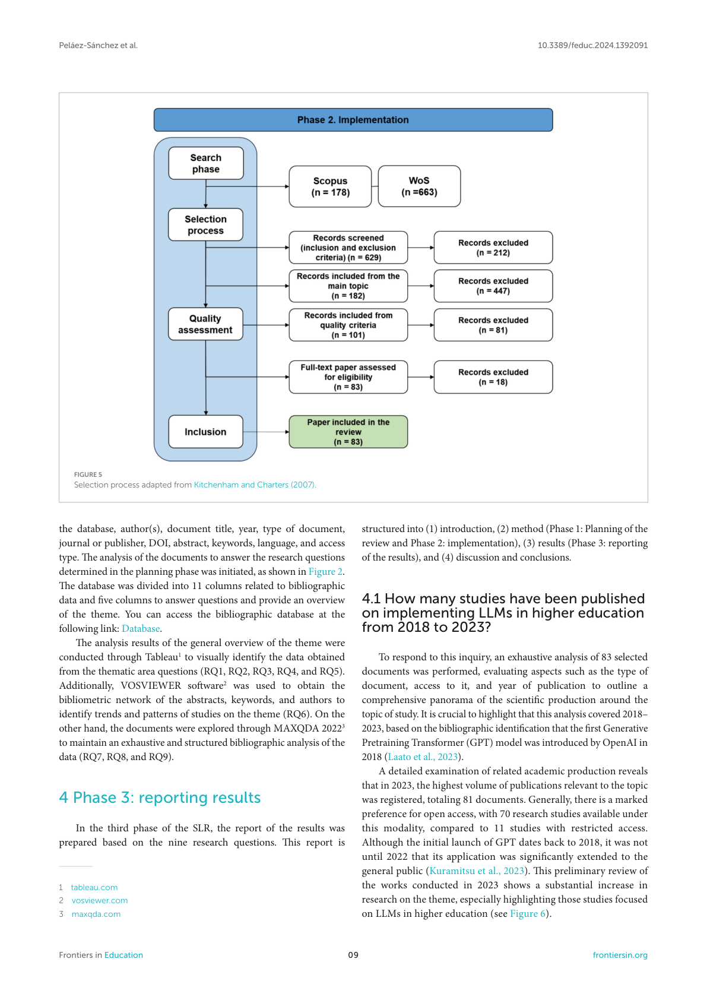 Peláez-Sánchez et al.
10.3389/feduc.2024.1392091
Phase 2. Implementation
Search
phase
Scopus
(n = 178)
WoS
(n =663)
Selection
process
Records screened
(inclusion and exclusion
criteria) (n = 629)
Records excluded
(n = 212)
Records included from the
main topic
(n = 182)
Records excluded
(n = 447)
Quality
assessment
Records included from
quality criteria
(n = 101)
Records excluded
(n = 81)
Full-text paper assessed
for eligibility
(n = 83)
Records excluded
(n = 18)
Inclusion
Paper included in the
review
(n = 83)
FIGURE 5
Selection process adapted from Kitchenham and Charters (2007).
the database, author(s), document title, year, type of document,
journal or publisher, DOI, abstract, keywords, language, and access
type. The analysis of the documents to answer the research questions
determined in the planning phase was initiated, as shown in Figure 2.
The database was divided into 11 columns related to bibliographic
data and five columns to answer questions and provide an overview
of the theme. You can access the bibliographic database at the
following link: Database.
The analysis results of the general overview of the theme were
conducted through Tableau1 to visually identify the data obtained
from the thematic area questions (RQ1, RQ2, RQ3, RQ4, and RQ5).
Additionally, VOSVIEWER software2 was used to obtain the
bibliometric network of the abstracts, keywords, and authors to
identify trends and patterns of studies on the theme (RQ6). On the
other hand, the documents were explored through MAXQDA 20223
to maintain an exhaustive and structured bibliographic analysis of the
data (RQ7, RQ8, and RQ9).
4 Phase 3: reporting results
In the third phase of the SLR, the report of the results was
prepared based on the nine research questions. This report is
1 tableau.com
2 vosviewer.com
3 maxqda.com
structured into (1) introduction, (2) method (Phase 1: Planning of the
review and Phase 2: implementation), (3) results (Phase 3: reporting
of the results), and (4) discussion and conclusions.
4.1 How many studies have been published
on implementing LLMs in higher education
from 2018 to 2023?
To respond to this inquiry, an exhaustive analysis of 83 selected
documents was performed, evaluating aspects such as the type of
document, access to it, and year of publication to outline a
comprehensive panorama of the scientific production around the
topic of study. It is crucial to highlight that this analysis covered 2018–
2023, based on the bibliographic identification that the first Generative
Pretraining Transformer (GPT) model was introduced by OpenAI in
2018 (Laato et al., 2023).
A detailed examination of related academic production reveals
that in 2023, the highest volume of publications relevant to the topic
was registered, totaling 81 documents. Generally, there is a marked
preference for open access, with 70 research studies available under
this modality, compared to 11 studies with restricted access.
Although the initial launch of GPT dates back to 2018, it was not
until 2022 that its application was significantly extended to the
general public (Kuramitsu et al., 2023). This preliminary review of
the works conducted in 2023 shows a substantial increase in
research on the theme, especially highlighting those studies focused
on LLMs in higher education (see Figure 6).
Frontiers in Education
09
frontiersin.org